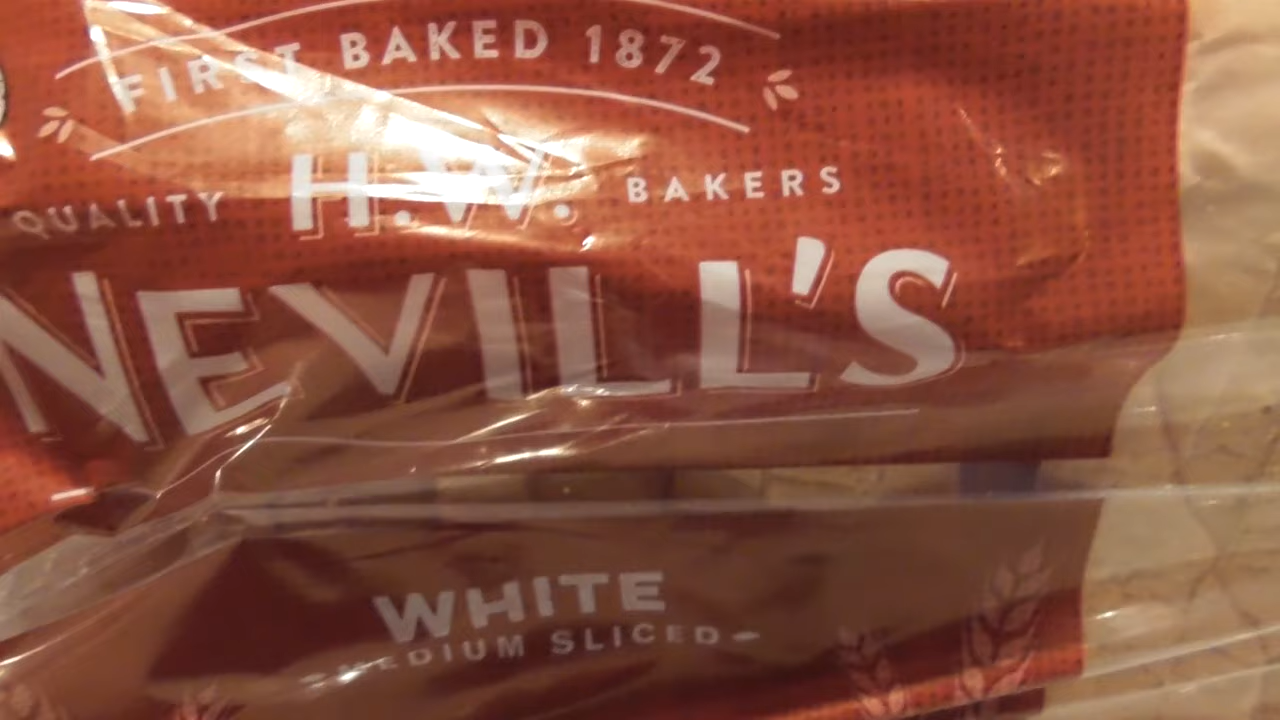 FIRST BAKED 1872
QUALITY H.W. BAKERS
NEVILL'S
WHITE
MEDIUM SLICED